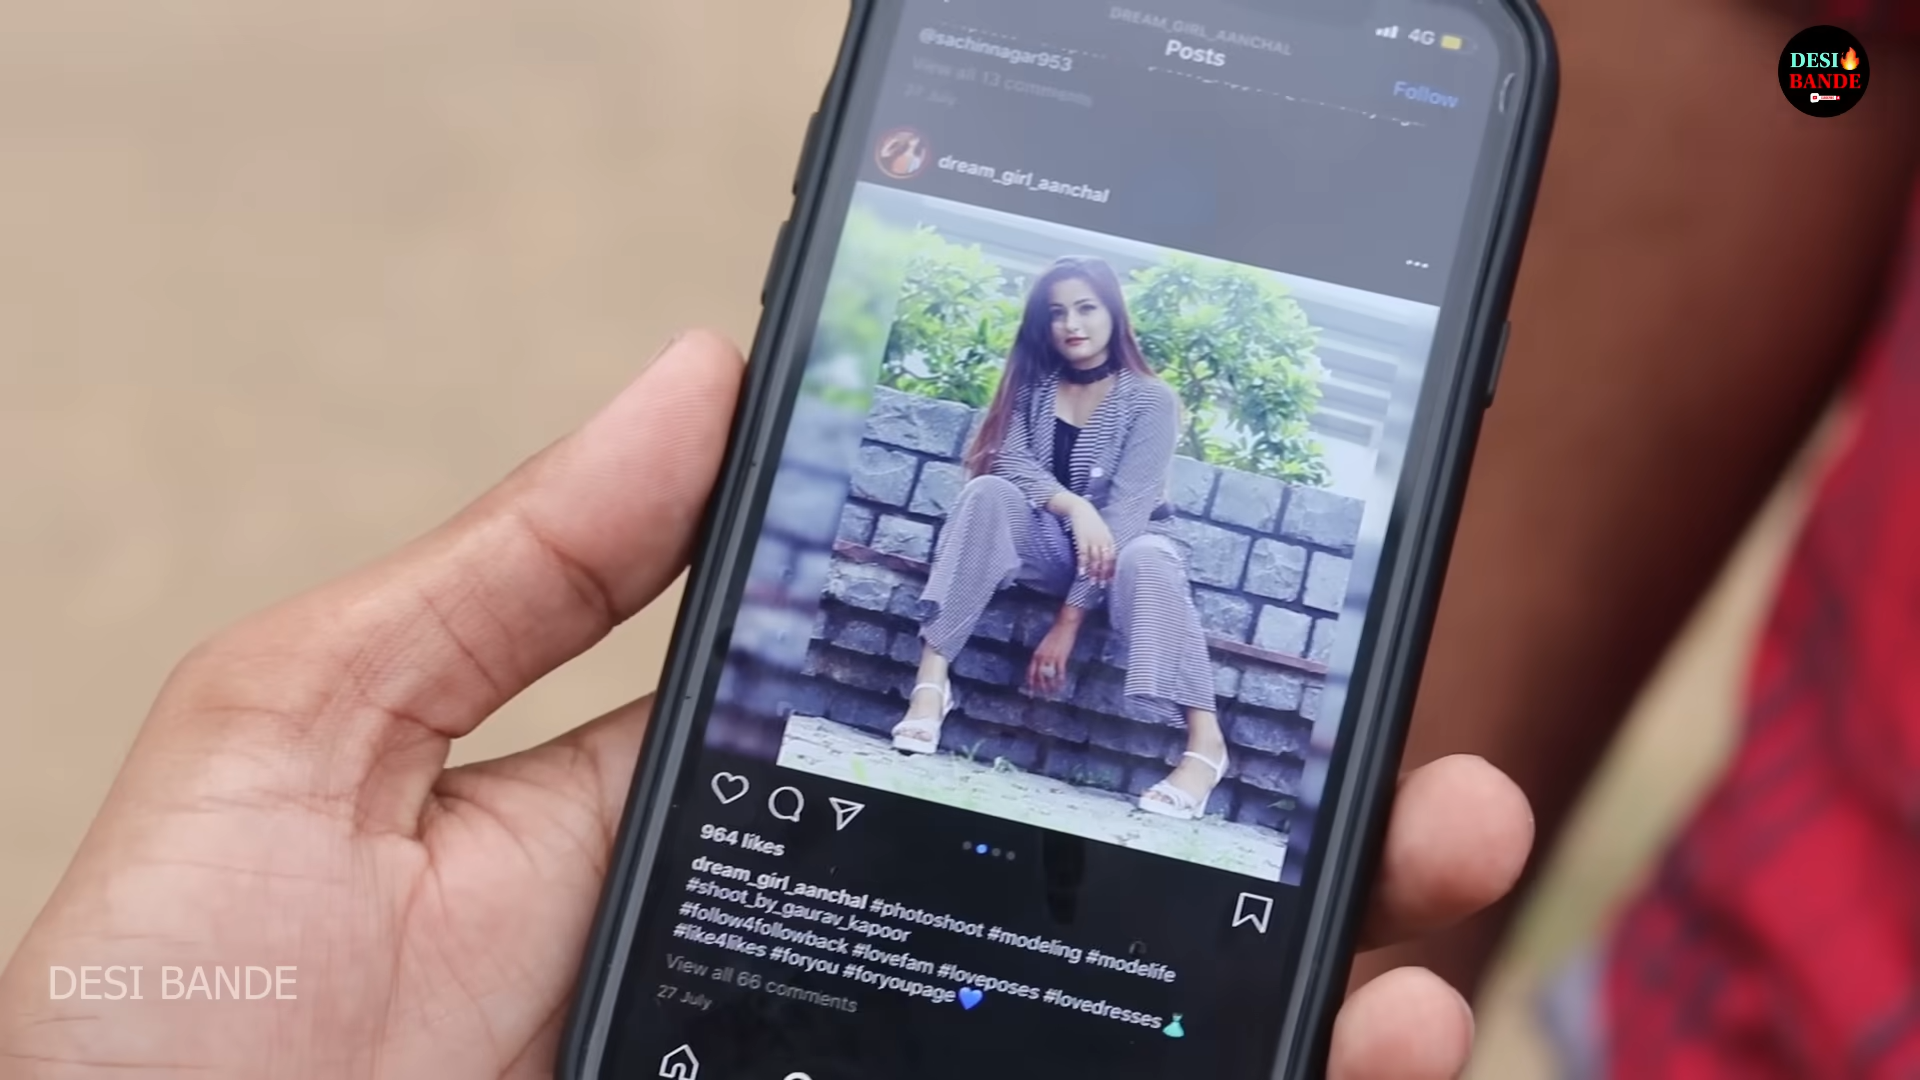 DREAM_GIRL_AANCHAL
4G
Posts
@sachinnagar953
Follow
View all 13 comments
27 July
dream_girl_aanchal
964 likes
dream_girl_aanchal #photoshoot #modeling #modelife
#shoot_by_gaurav_kapoor
#follow4followback #lovefam #loveposes #lovedresses
#like4likes #foryou #foryoupage
View all 66 comments
27 July
DESI
BANDE
DESI BANDE